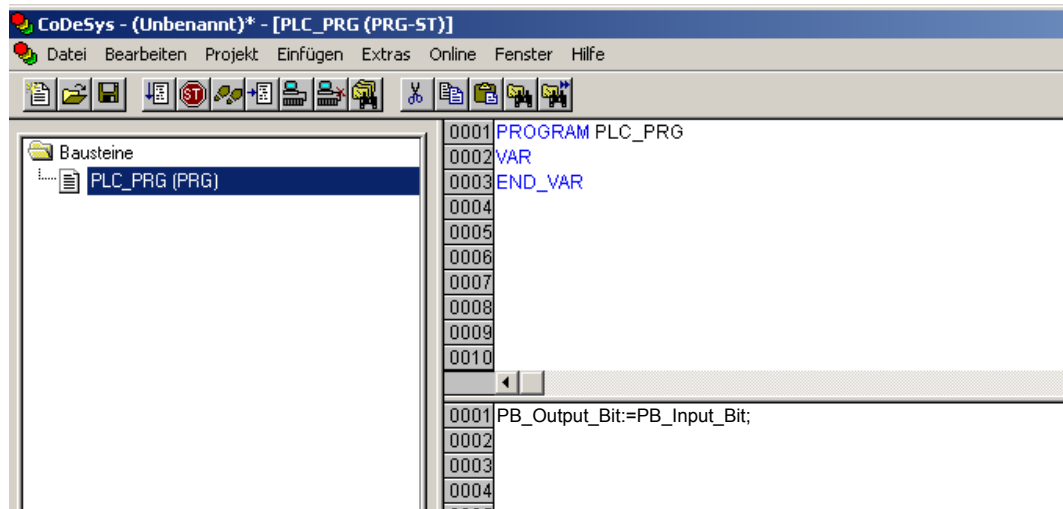 CoDeSys - (Unbenannt)* - [PLC_PRG (PRG-ST)]
Datei Bearbeiten Projekt Einfügen Extras Online Fenster Hilfe
STOP
Bausteine
PLC_PRG (PRG)
0001 PROGRAM PLC_PRG
0002 VAR
0003 END_VAR
0004
0005
0006
0007
0008
0009
0010
0001 PB_Output_Bit:=PB_Input_Bit;
0002
0003
0004